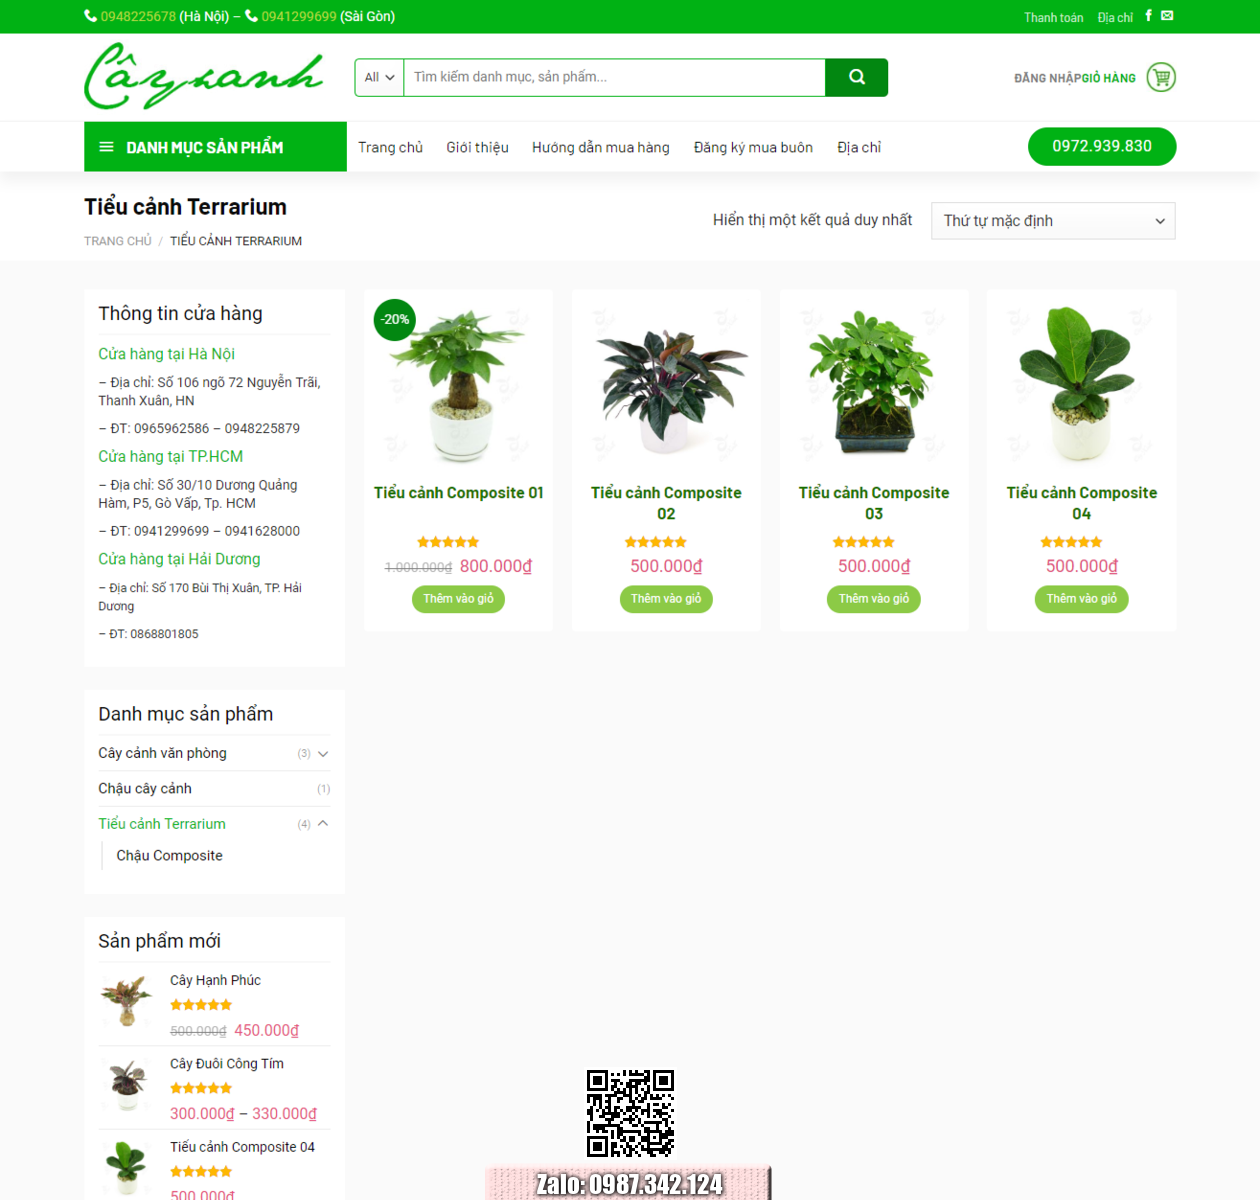 0948225678 (Hà Nội) – 0941299699 (Sài Gòn)
Thanh toán Địa chỉ
Câyxanh
All Tìm kiếm danh mục, sản phẩm...
ĐĂNG NHẬPGIỎ HÀNG
DANH MỤC SẢN PHẨM
Trang chủ Giới thiệu Hướng dẫn mua hàng Đăng ký mua buôn Địa chỉ
0972.939.830
Tiểu cảnh Terrarium
TRANG CHỦ / TIỂU CẢNH TERRARIUM
Hiển thị một kết quả duy nhất
Thứ tự mặc định
Thông tin cửa hàng
Cửa hàng tại Hà Nội
– Địa chỉ: Số 106 ngõ 72 Nguyễn Trãi,
Thanh Xuân, HN
– ĐT: 0965962586 – 0948225879
Cửa hàng tại TP.HCM
– Địa chỉ: Số 30/10 Dương Quảng
Hàm, P5, Gò Vấp, Tp. HCM
– ĐT: 0941299699 – 0941628000
Cửa hàng tại Hải Dương
– Địa chỉ: Số 170 Bùi Thị Xuân, TP. Hải
Dương
– ĐT: 0868801805
-20%
Tiểu cảnh Composite 01
1.000.000₫ 800.000₫
Thêm vào giỏ
Tiểu cảnh Composite
02
500.000₫
Thêm vào giỏ
Tiểu cảnh Composite
03
500.000₫
Thêm vào giỏ
Tiểu cảnh Composite
04
500.000₫
Thêm vào giỏ
Danh mục sản phẩm
Cây cảnh văn phòng (3)
Chậu cây cảnh (1)
Tiểu cảnh Terrarium (4)
Chậu Composite
Sản phẩm mới
Cây Hạnh Phúc
500.000₫ 450.000₫
Cây Đuôi Công Tím
300.000₫ – 330.000₫
Tiểu cảnh Composite 04
500.000₫
Zalo: 0987.342.124